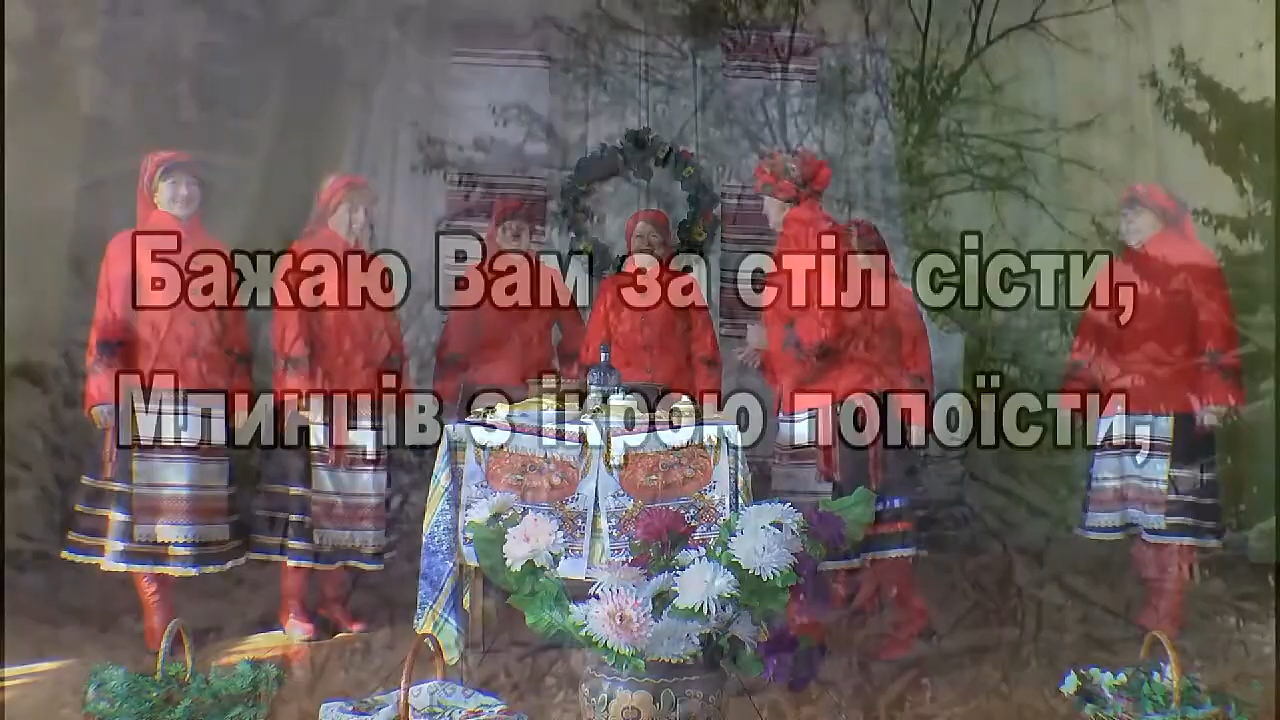 Бажаю Вам за стіл сісти,
Млинців з ікрою попоїсти,